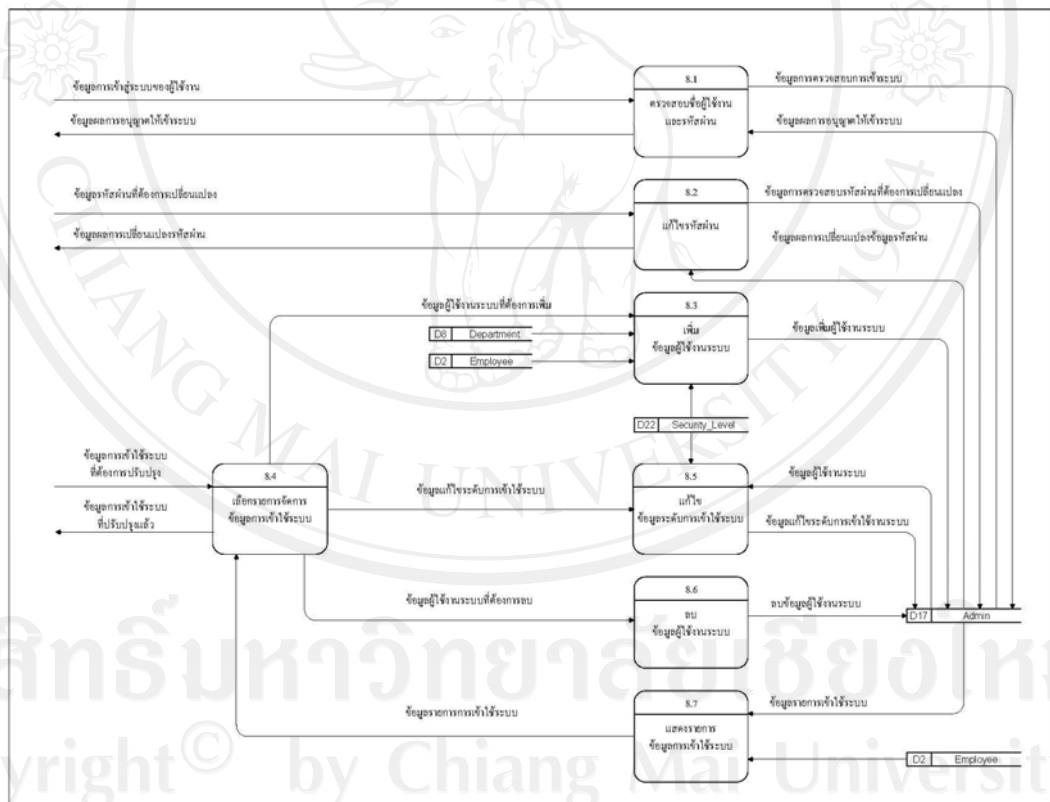 8.1
ข้อมูลการเข้าสู่ระบบของผู้ใช้งาน
ข้อมูลการตรวจสอบการเข้าระบบ
ตรวจสอบชื่อผู้ใช้งาน
และรหัสผ่าน
ข้อมูลผลการอนุญาตให้เข้าระบบ
ข้อมูลผลการอนุญาตให้เข้าระบบ
8.2
ข้อมูลรหัสผ่านที่ต้องการเปลี่ยนแปลง
ข้อมูลการตรวจสอบรหัสผ่านที่ต้องการเปลี่ยนแปลง
แก้ไขรหัสผ่าน
ข้อมูลผลการเปลี่ยนแปลงรหัสผ่าน
ข้อมูลผลการเปลี่ยนแปลงข้อมูลรหัสผ่าน
8.3
ข้อมูลผู้ใช้งานระบบที่ต้องการเพิ่ม
D8 Department
เพิ่ม
ข้อมูลผู้ใช้งานระบบ
ข้อมูลเพิ่มผู้ใช้งานระบบ
D2 Employee
D22 Security_Level
ข้อมูลการเข้าใช้ระบบ
ที่ต้องการปรับปรุง
8.4
เลือกรายการจัดการ
ข้อมูลการเข้าใช้ระบบ
ข้อมูลการเข้าใช้ระบบ
ที่ปรับปรุงแล้ว
ข้อมูลแก้ไขระดับการเข้าใช้ระบบ
8.5
แก้ไข
ข้อมูลระดับการเข้าใช้ระบบ
ข้อมูลผู้ใช้งานระบบ
ข้อมูลแก้ไขระดับการเข้าใช้งานระบบ
8.6
ลบ
ข้อมูลผู้ใช้งานระบบ
ข้อมูลผู้ใช้งานระบบที่ต้องการลบ
ลบข้อมูลผู้ใช้งานระบบ
D17 Admin
8.7
แสดงรายการ
ข้อมูลการเข้าใช้ระบบ
ข้อมูลรายการการเข้าใช้ระบบ
ข้อมูลรายการเข้าใช้ระบบ
D2 Employee
CHIANG MAI UNIVERSITY 1964
สิทธิ์มหาวิทยาลัยเชียงให
yright© by Chiang Mai Universit